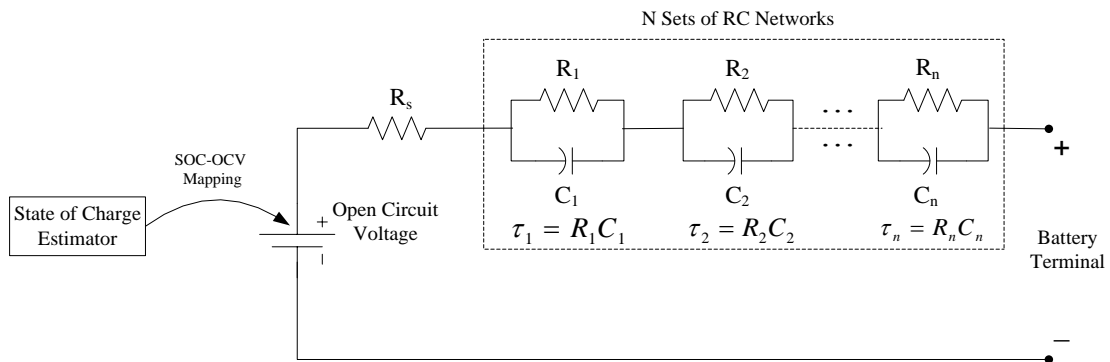 N Sets of RC Networks
R1
R2
Rn
Rs
...
...
SOC-OCV
Mapping
C1
C2
Cn
+
State of Charge
Estimator
+
Open Circuit
Voltage
τ1 = R1C1
τ2 = R2C2
τn = RnCn
Battery
Terminal
–
–